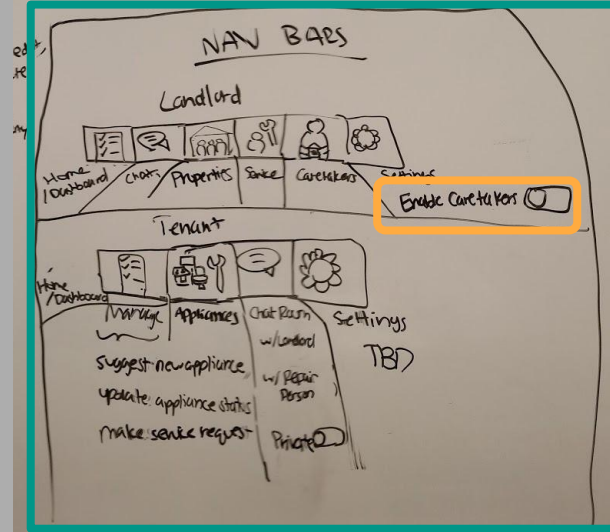 NAV BARS
Landlord
Home
/Dashboard
Chats
Properties
Service
Caretakers
Settings
Enable Caretakers
Tenant
Home
/Dashboard
Manage
Appliances
Chat Room
Settings
w/Landlord
TBD
suggest: new appliance
w/ Repair
Person
update: appliance status
make: service request
Private